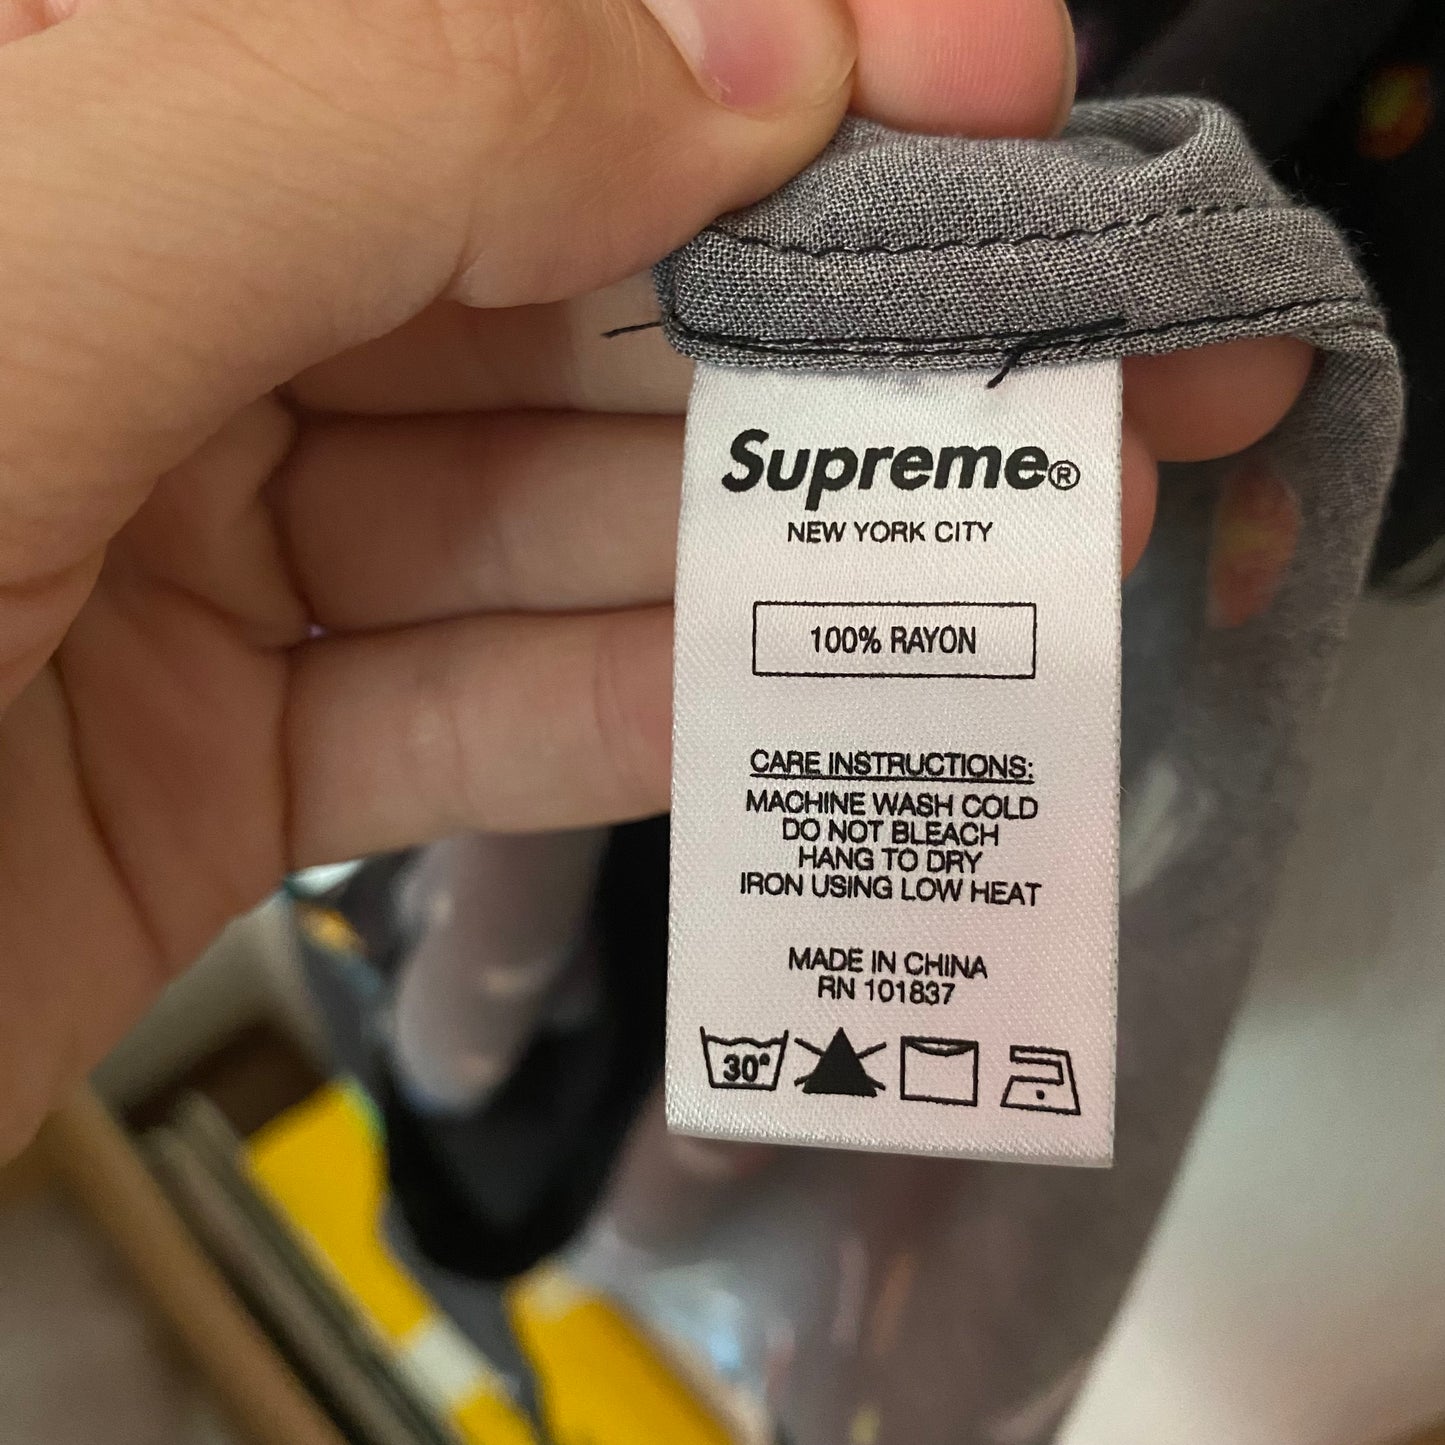 Supreme®
NEW YORK CITY
100% RAYON
CARE INSTRUCTIONS:
MACHINE WASH COLD
DO NOT BLEACH
HANG TO DRY
IRON USING LOW HEAT
MADE IN CHINA
RN 101837
30°